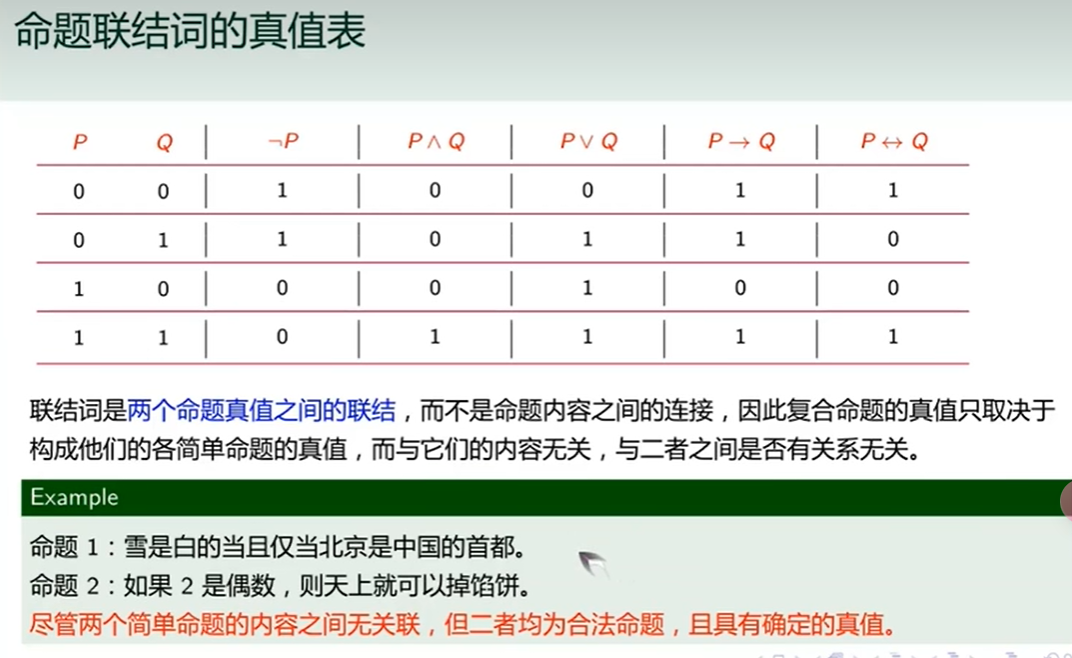 命题联结词的真值表
P Q ¬P P ∧ Q P ∨ Q P → Q P ↔ Q
0 0 1 0 0 1 1
0 1 1 0 1 1 0
1 0 0 0 1 0 0
1 1 0 1 1 1 1
联结词是两个命题真值之间的联结，而不是命题内容之间的连接，因此复合命题的真值只取决于
构成他们的各简单命题的真值，而与它们的内容无关，与二者之间是否有关系无关。
Example
命题 1：雪是白的当且仅当北京是中国的首都。
命题 2：如果 2 是偶数，则天上就可以掉馅饼。
尽管两个简单命题的内容之间无关联，但二者均为合法命题，且具有确定的真值。